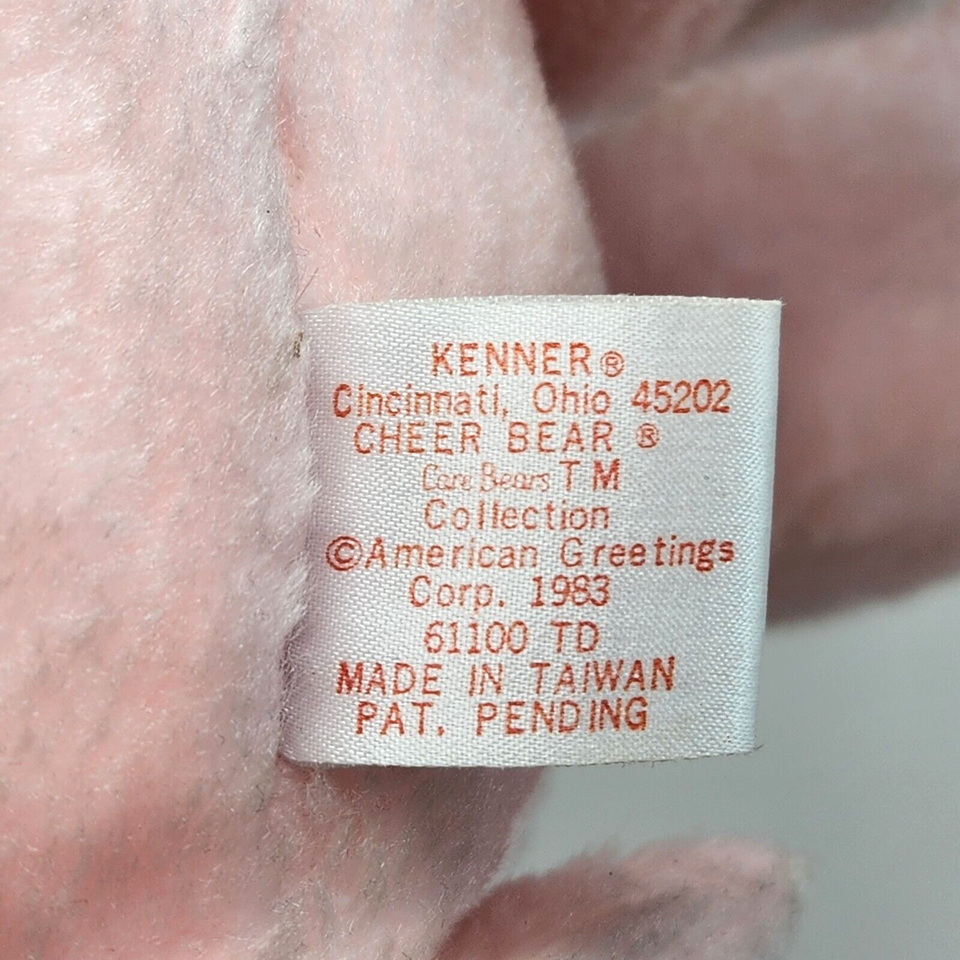 KENNER®
Cincinnati, Ohio 45202
CHEER BEAR ®
Care Bears TM
Collection
©American Greetings
Corp. 1983
61100 TD
MADE IN TAIWAN
PAT. PENDING